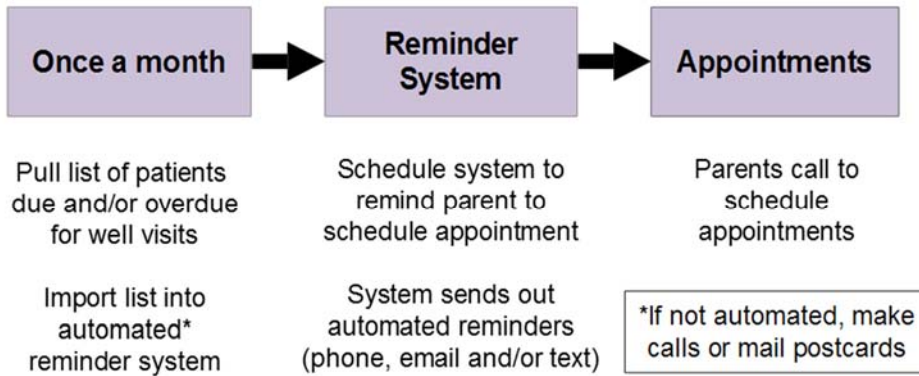 Once a month
Reminder
System
Appointments
Pull list of patients
due and/or overdue
for well visits
Import list into
automated*
reminder system
Schedule system to
remind parent to
schedule appointment
System sends out
automated reminders
(phone, email and/or text)
Parents call to
schedule
appointments
*If not automated, make
calls or mail postcards